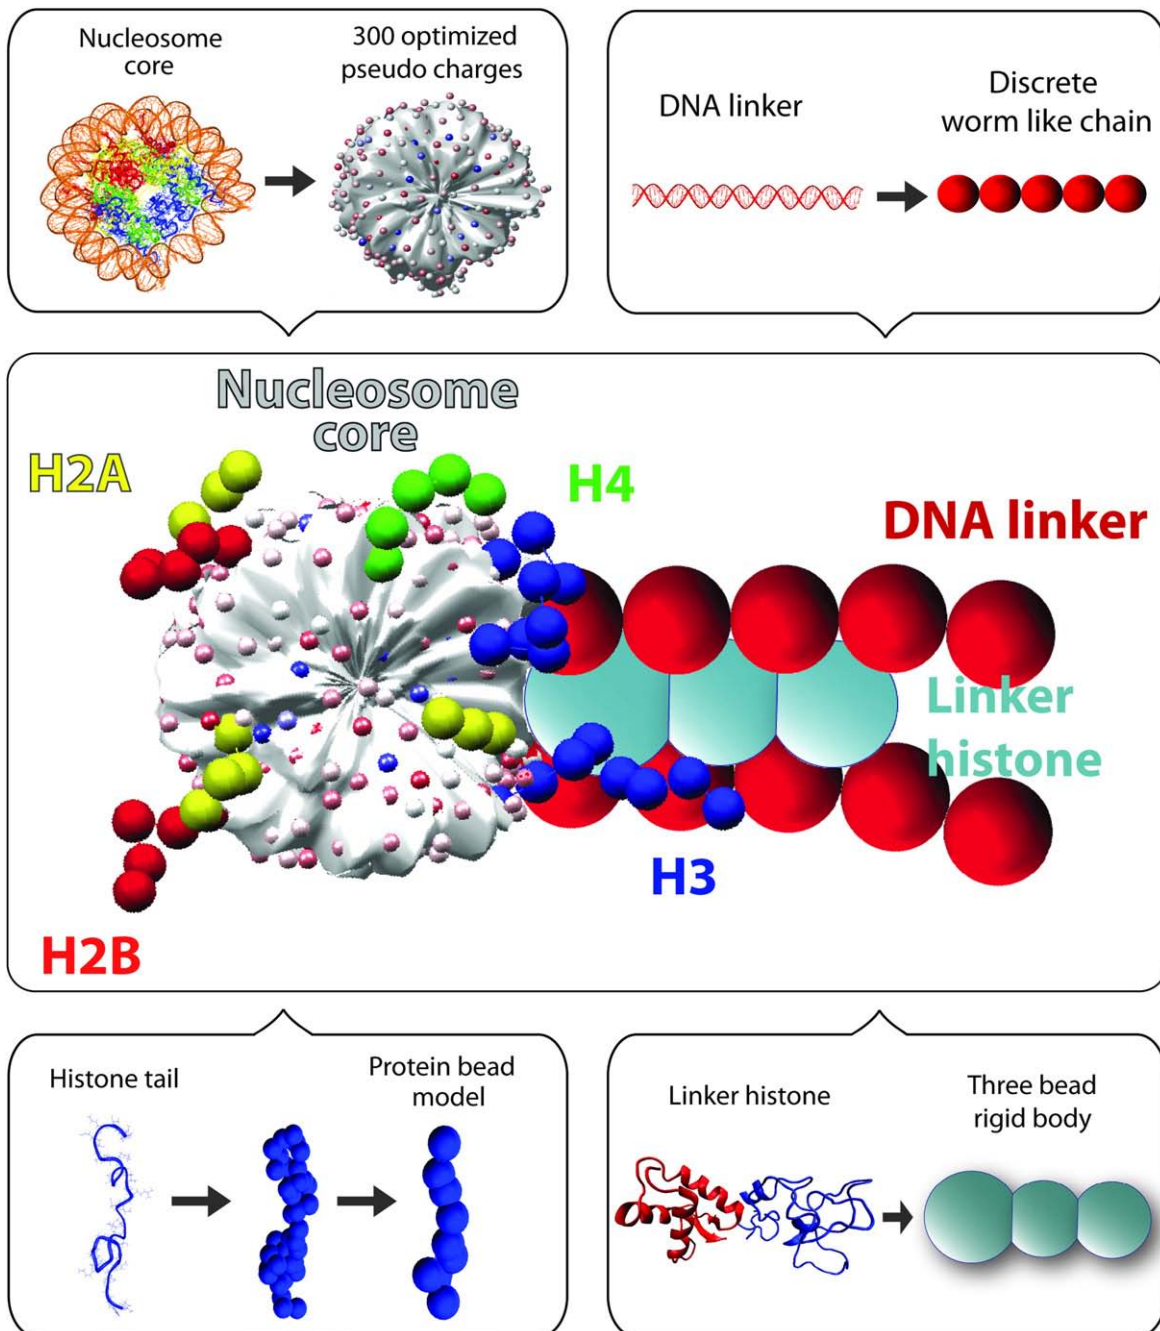 Nucleosome
core
300 optimized
pseudo charges
DNA linker
Discrete
worm like chain
Nucleosome
core
H2A
H4
DNA linker
Linker
histone
H3
H2B
Histone tail
Protein bead
model
Linker histone
Three bead
rigid body